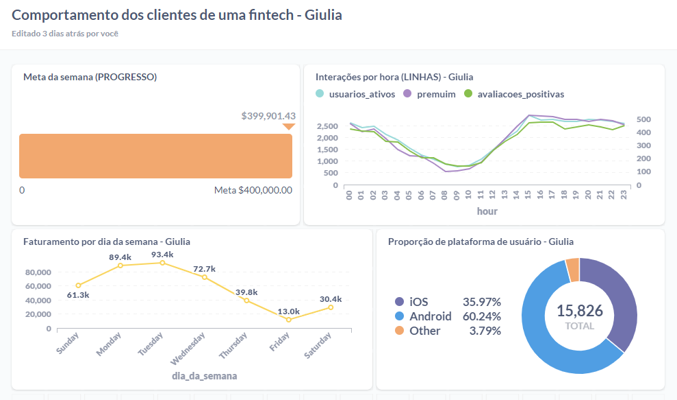 Comportamento dos clientes de uma fintech - Giulia
Editado 3 dias atrás por você
Meta da semana (PROGRESSO)
$399,901.43
0
Meta $400,000.00
Interações por hora (LINHAS) - Giulia
usuarios_ativos premuim avaliacoes_positivas
2,500
2,000
1,500
1,000
500
0
500
400
300
200
100
0
00 01 02 03 04 05 06 07 08 09 10 11 12 13 14 15 16 17 18 19 20 21 22 23
hour
Faturamento por dia da semana - Giulia
80,000
60,000
40,000
20,000
0
61.3k 89.4k 93.4k 72.7k 39.8k 13.0k 30.4k
Sunday Monday Tuesday Wednesday Thursday Friday Saturday
dia_da_semana
Proporção de plataforma de usuário - Giulia
iOS 35.97%
Android 60.24%
Other 3.79%
15,826
TOTAL